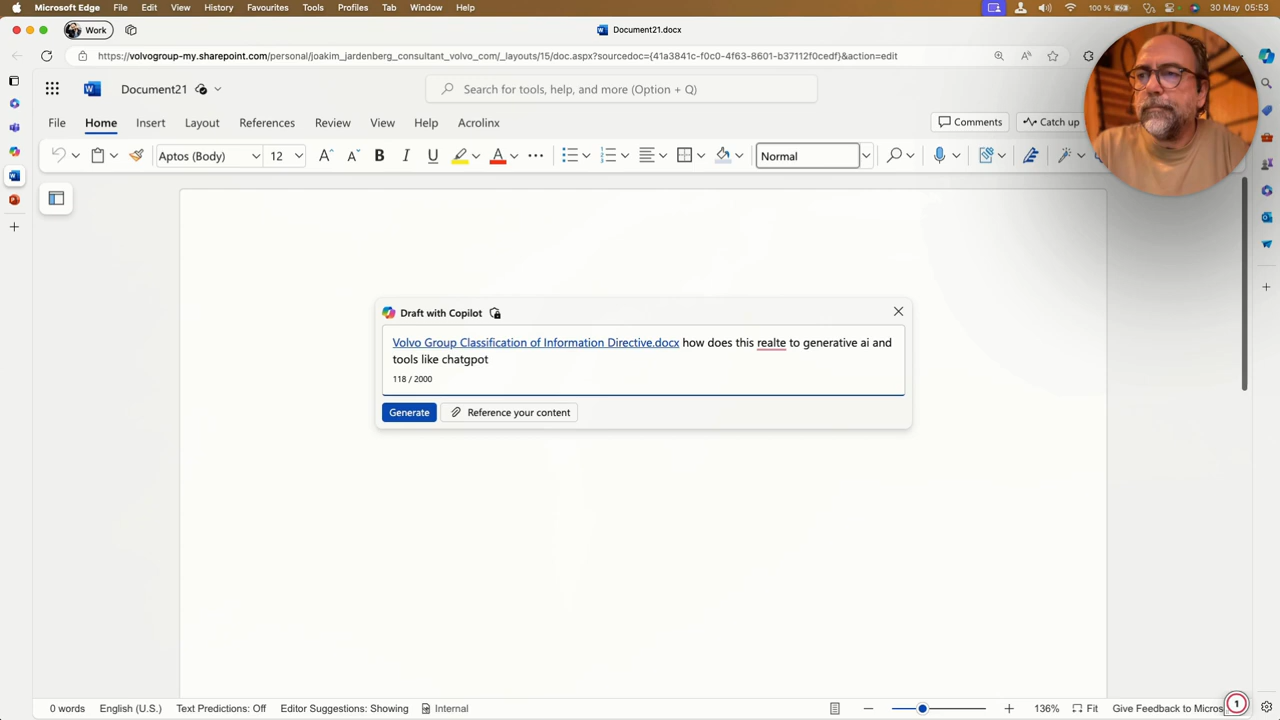 Microsoft Edge File Edit View History Favourites Tools Profiles Tab Window Help 100 % 30 May 05:53
Work Document21.docx
https://volvogroup-my.sharepoint.com/personal/joakim_jardenberg_consultant_volvo_com/_layouts/15/doc.aspx?sourcedoc={41a3841c-f0c0-4f63-8601-b37112f0cedf}&action=edit
Document21 Search for tools, help, and more (Option + Q)
File Home Insert Layout References Review View Help Acrolinx Comments Catch up
Aptos (Body) 12 A A B I U A Normal
Draft with Copilot
Volvo Group Classification of Information Directive.docx how does this realte to generative ai and
tools like chatgpot
118 / 2000
Generate Reference your content
0 words English (U.S.) Text Predictions: Off Editor Suggestions: Showing Internal 136% Fit Give Feedback to Micros 1